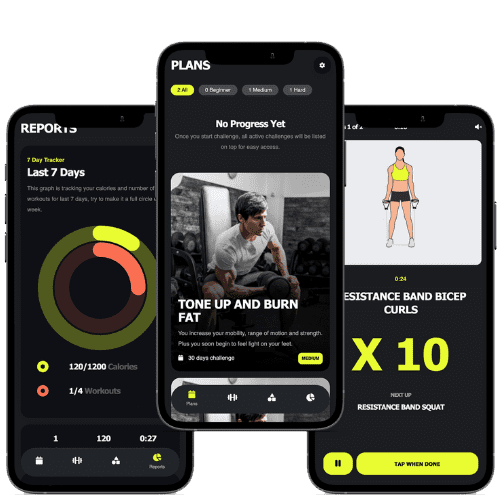 REPORTS
7 Day Tracker
Last 7 Days
This graph is tracking your calories and number of
workouts for last 7 days, try to make it a full circle
week.
120/1200 Calories
1/4 Workouts
1 120 0:27
Reports
PLANS
2 All 0 Beginner 1 Medium 1 Hard
No Progress Yet
Once you start challenge, all active challenges will be listed
on tap for easy access.
TONE UP AND BURN
FAT
You increase your mobility, range of motion and strength.
Plus you soon begin to feel light on your feet.
30 days challenge MEDIUM
Plans
1 of 2
0:24
RESISTANCE BAND BICEP
CURLS
X 10
NEXT UP
RESISTANCE BAND SQUAT
TAP WHEN DONE